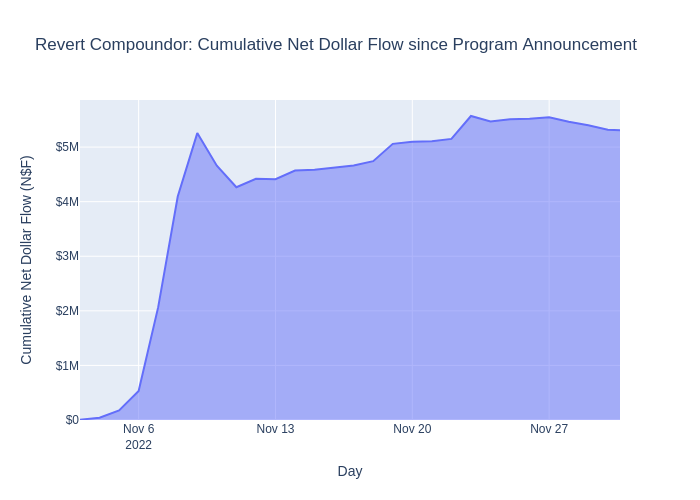 Revert Compoundor: Cumulative Net Dollar Flow since Program Announcement
Cumulative Net Dollar Flow (N$F)
$5M
$4M
$3M
$2M
$1M
$0
Nov 6
2022
Nov 13
Nov 20
Nov 27
Day